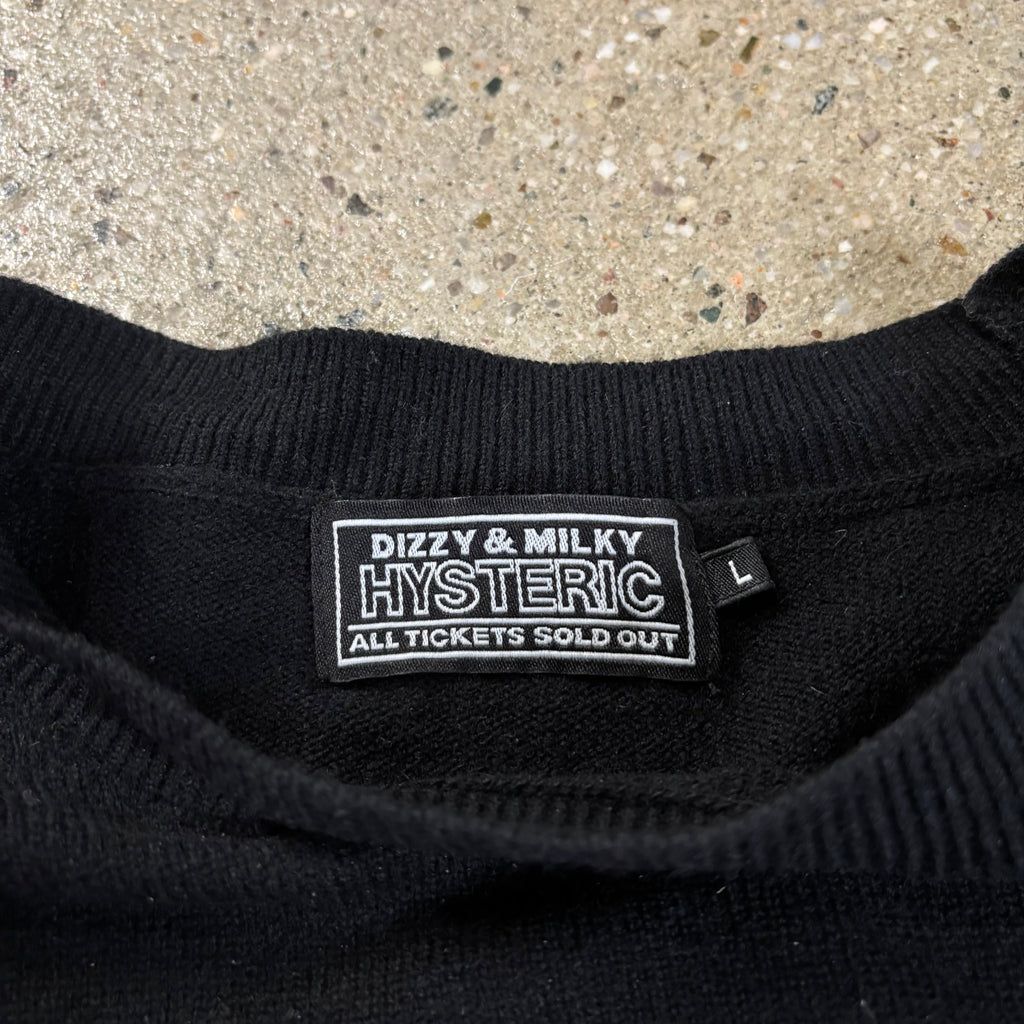 DIZZY & MILKY
HYSTERIC
ALL TICKETS SOLD OUT
L